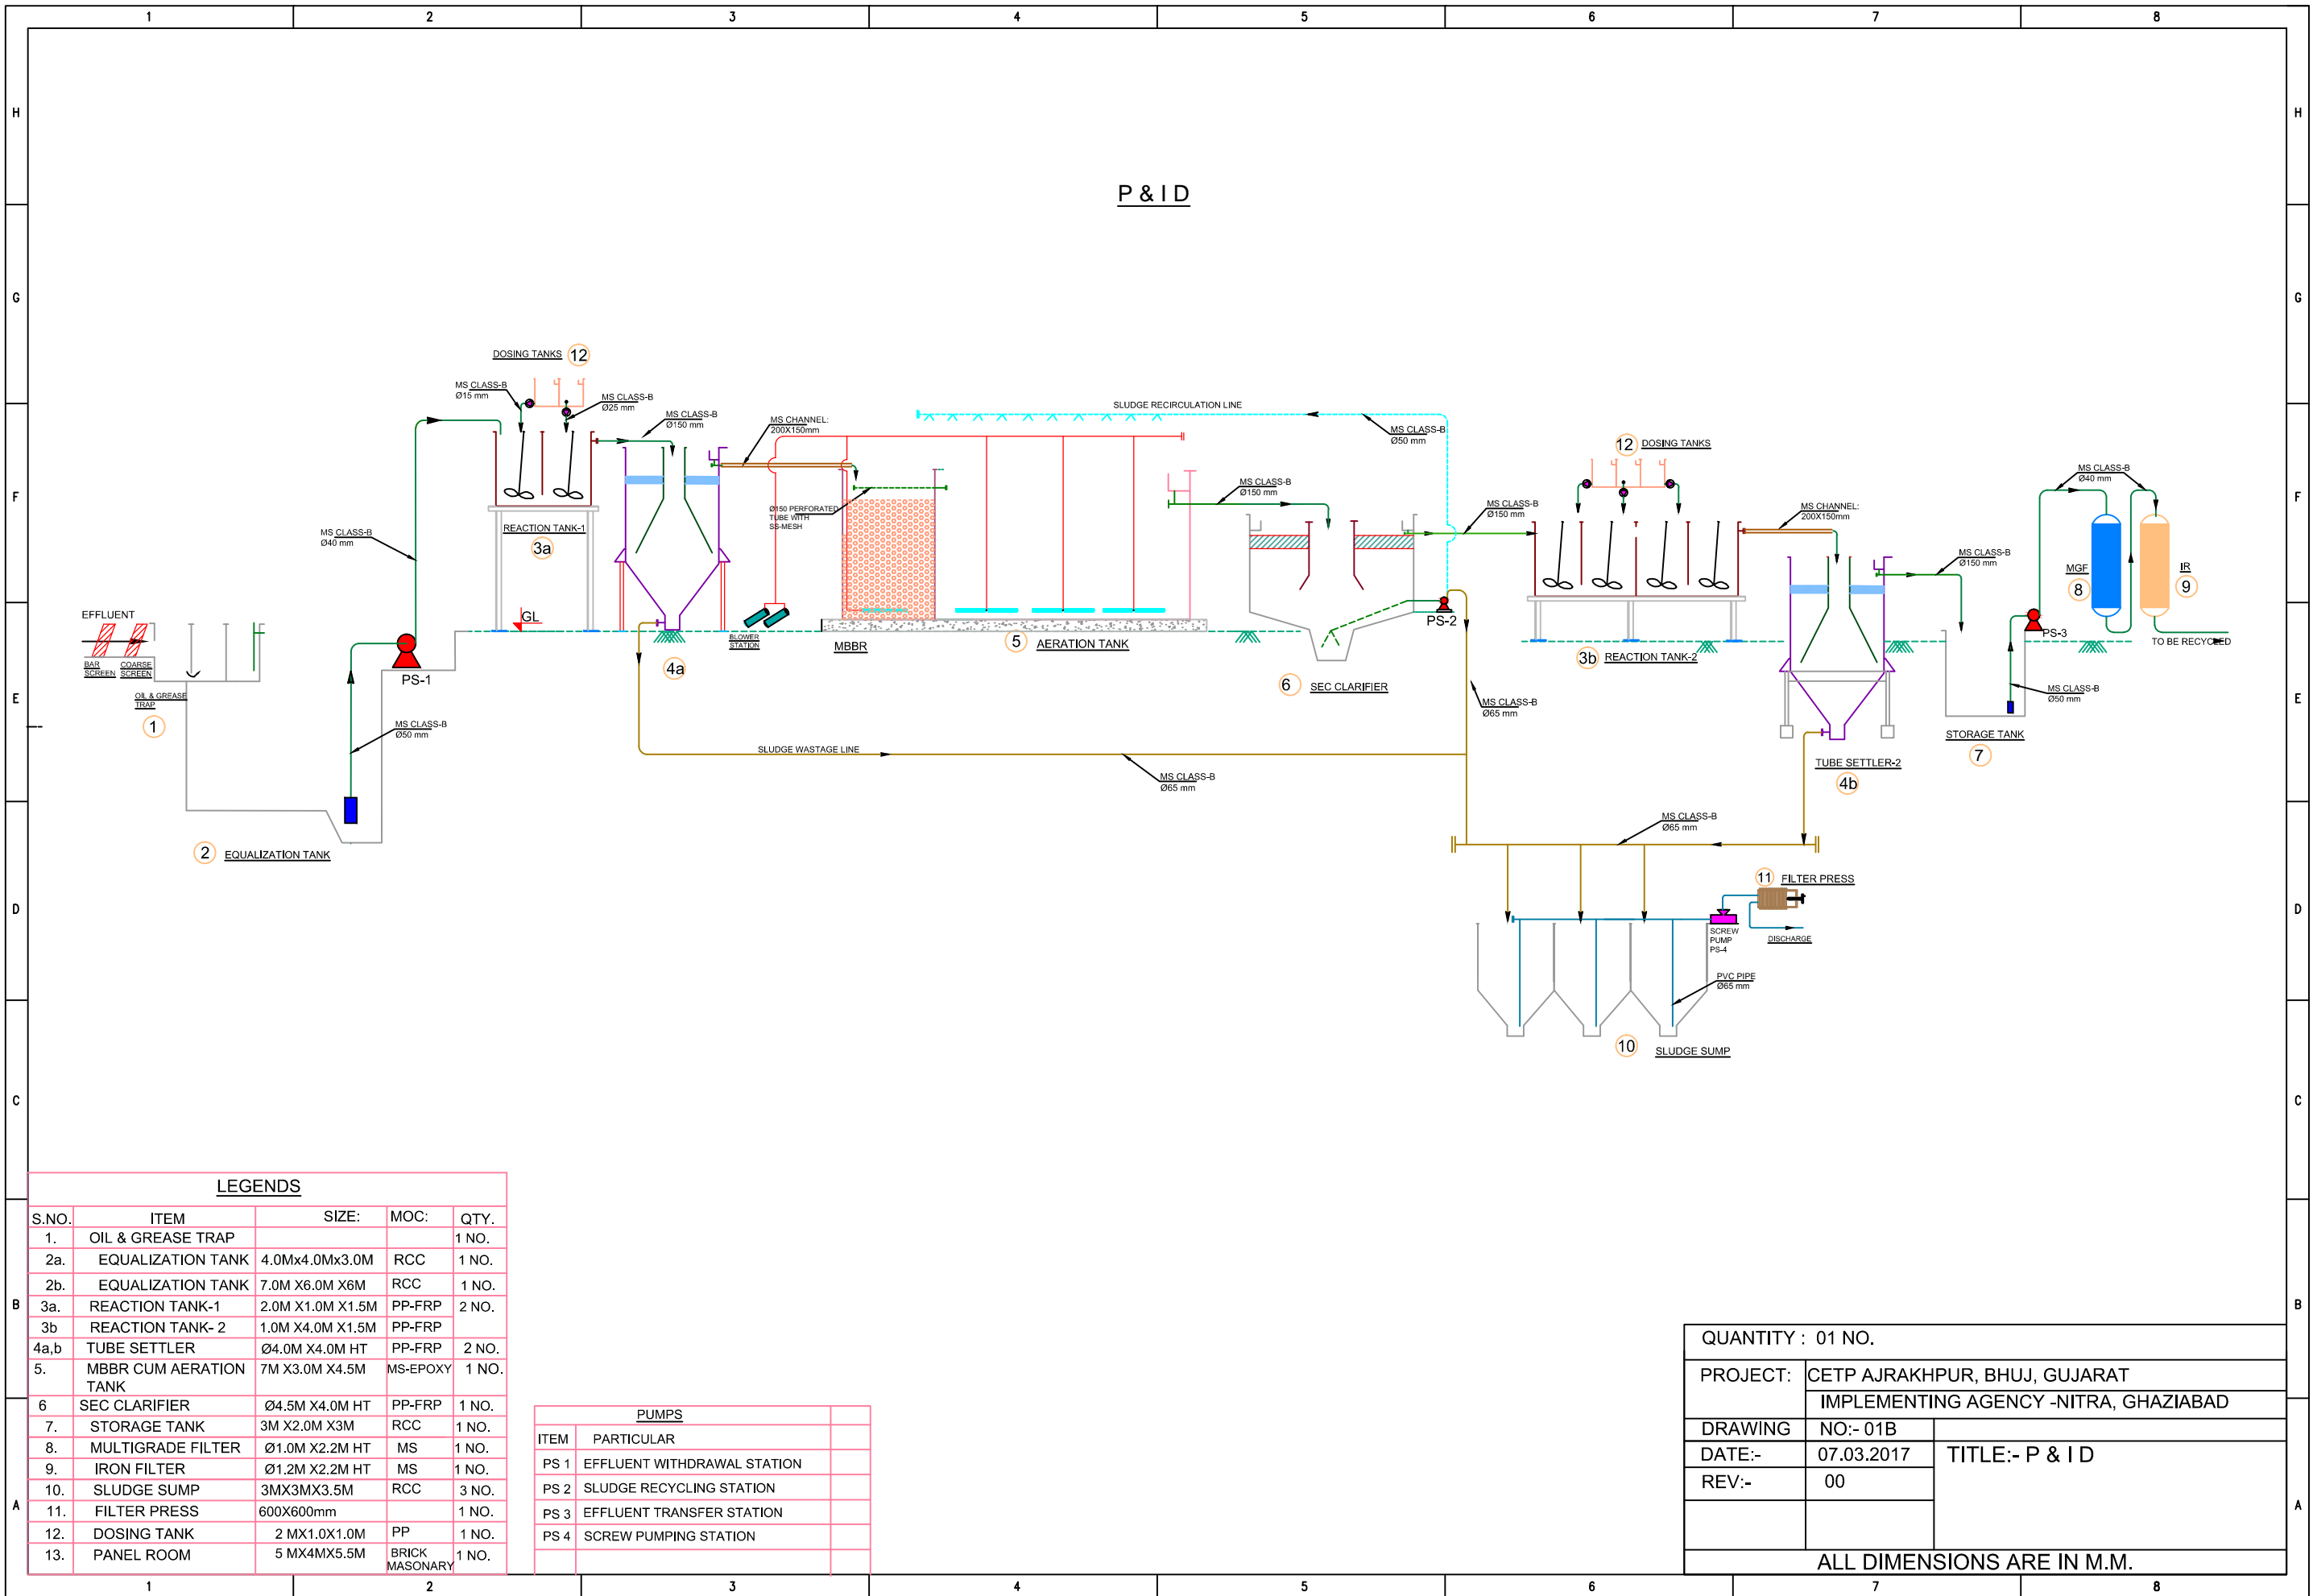 1 2 3 4 5 6 7 8
H H
G G
F F
E E
D D
C C
B B
A A
P & I D
DOSING TANKS 12
MS CLASS-B
Ø15 mm
MS CLASS-B
Ø25 mm
MS CLASS-B
Ø150 mm
MS CHANNEL:
200X150mm
SLUDGE RECIRCULATION LINE
MS CLASS-B
Ø50 mm
12 DOSING TANKS
MS CLASS-B
Ø40 mm
MS CLASS-B
Ø40 mm
REACTION TANK-1
3a
Ø150 PERFORATED
TUBE WITH
SS-MESH
MS CLASS-B
Ø150 mm
MS CLASS-B
Ø150 mm
MS CHANNEL:
200X150mm
MS CLASS-B
Ø150 mm
MGF
8
IR
9
EFFLUENT
BAR
SCREEN
COARSE
SCREEN
OIL & GREASE
TRAP
1
PS-1
GL
4a
BLOWER
STATION
MBBR
5 AERATION TANK
PS-2
6 SEC CLARIFIER
3b REACTION TANK-2
PS-3
TO BE RECYCLED
MS CLASS-B
Ø50 mm
MS CLASS-B
Ø65 mm
MS CLASS-B
Ø50 mm
STORAGE TANK
7
SLUDGE WASTAGE LINE
MS CLASS-B
Ø65 mm
TUBE SETTLER-2
4b
2 EQUALIZATION TANK
MS CLASS-B
Ø65 mm
11 FILTER PRESS
SCREW
PUMP
PS-4
DISCHARGE
PVC PIPE
Ø65 mm
10 SLUDGE SUMP
LEGENDS
S.NO. ITEM SIZE: MOC: QTY.
1. OIL & GREASE TRAP 1 NO.
2a. EQUALIZATION TANK 4.0Mx4.0Mx3.0M RCC 1 NO.
2b. EQUALIZATION TANK 7.0M X6.0M X6M RCC 1 NO.
3a. REACTION TANK-1 2.0M X1.0M X1.5M PP-FRP 2 NO.
3b REACTION TANK- 2 1.0M X4.0M X1.5M PP-FRP
4a,b TUBE SETTLER Ø4.0M X4.0M HT PP-FRP 2 NO.
5. MBBR CUM AERATION TANK 7M X3.0M X4.5M MS-EPOXY 1 NO.
6 SEC CLARIFIER Ø4.5M X4.0M HT PP-FRP 1 NO.
7. STORAGE TANK 3M X2.0M X3M RCC 1 NO.
8. MULTIGRADE FILTER Ø1.0M X2.2M HT MS 1 NO.
9. IRON FILTER Ø1.2M X2.2M HT MS 1 NO.
10. SLUDGE SUMP 3MX3MX3.5M RCC 3 NO.
11. FILTER PRESS 600X600mm 1 NO.
12. DOSING TANK 2 MX1.0X1.0M PP 1 NO.
13. PANEL ROOM 5 MX4MX5.5M BRICK MASONARY 1 NO.
PUMPS
ITEM PARTICULAR
PS 1 EFFLUENT WITHDRAWAL STATION
PS 2 SLUDGE RECYCLING STATION
PS 3 EFFLUENT TRANSFER STATION
PS 4 SCREW PUMPING STATION
QUANTITY : 01 NO.
PROJECT: CETP AJRAKHPUR, BHUJ, GUJARAT
IMPLEMENTING AGENCY -NITRA, GHAZIABAD
DRAWING NO:- 01B
DATE:- 07.03.2017 TITLE:- P & I D
REV:- 00
ALL DIMENSIONS ARE IN M.M.
1 2 3 4 5 6 7 8